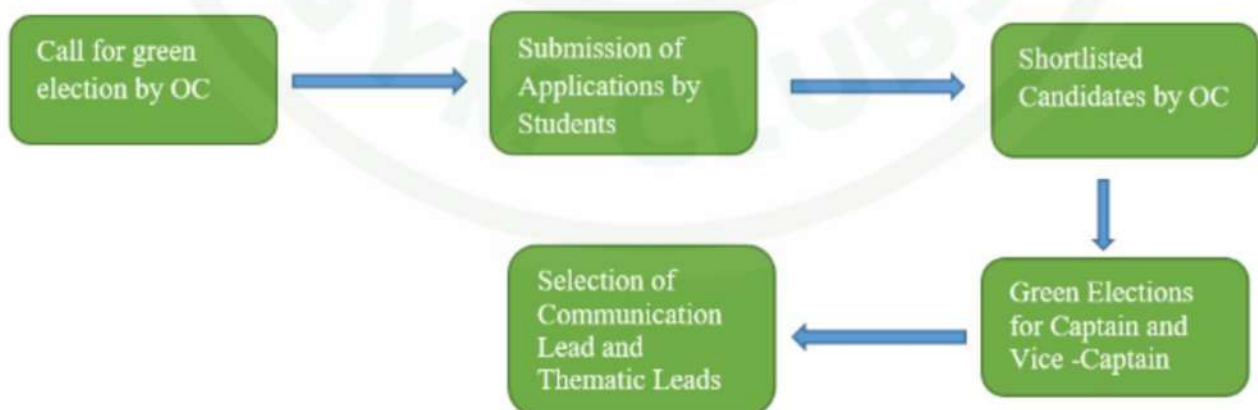 Call for green
election by OC
Submission of
Applications by
Students
Shortlisted
Candidates by OC
Green Elections
for Captain and
Vice -Captain
Selection of
Communication
Lead and
Thematic Leads